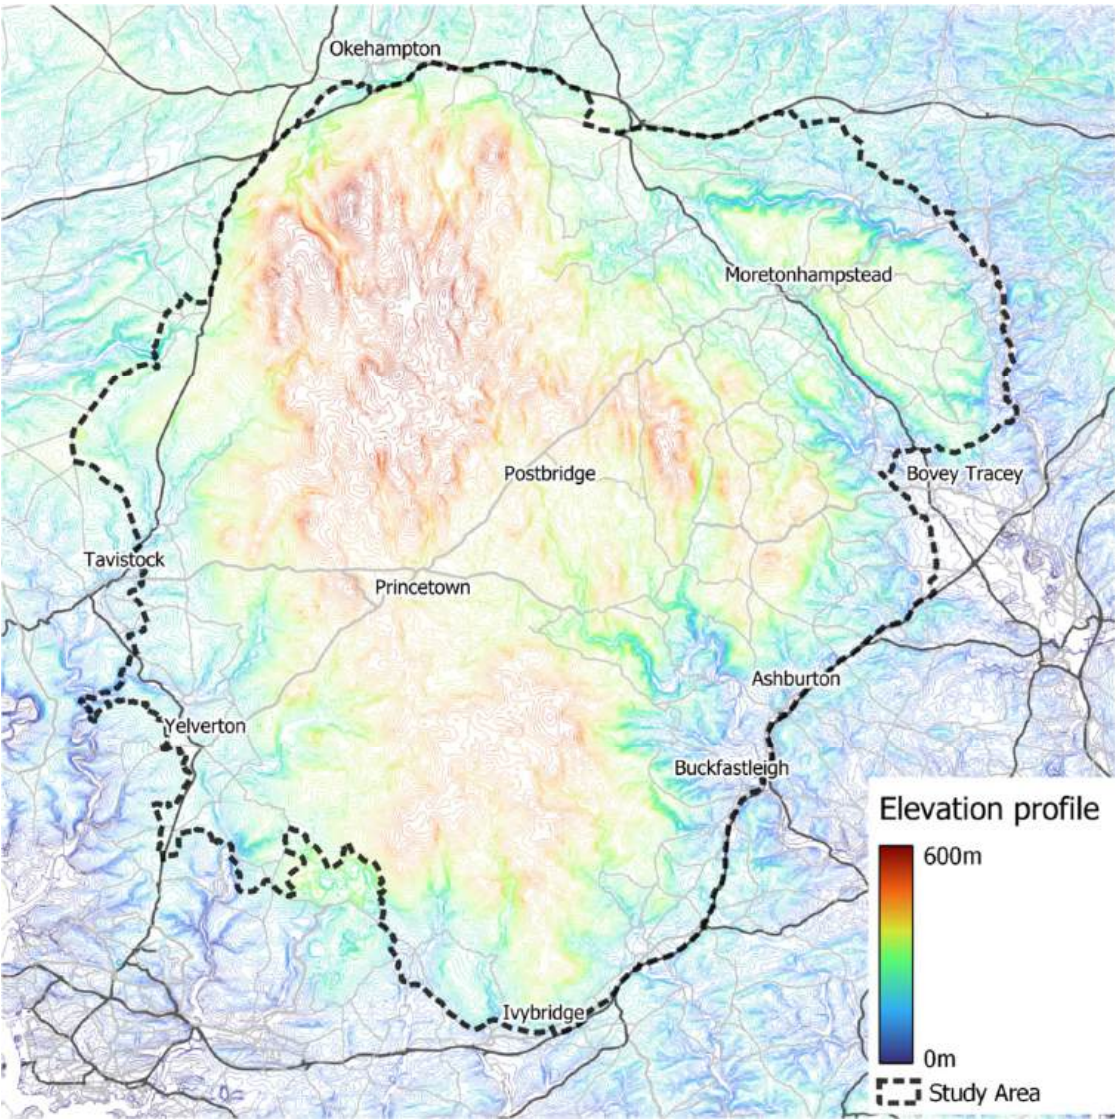 Okehampton
Moretonhampstead
Postbridge
Bovey Tracey
Tavistock
Princetown
Ashburton
Yelverton
Buckfastleigh
Ivybridge
Elevation profile
600m
0m
Study Area